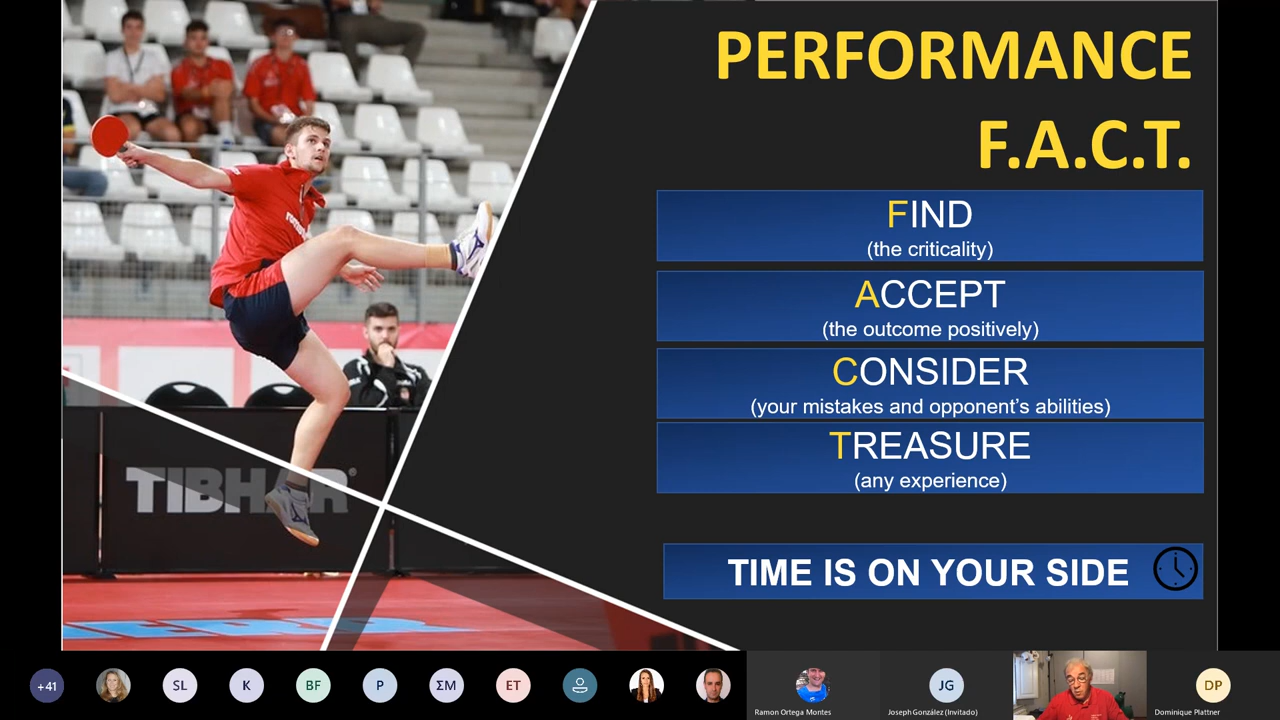 PERFORMANCE
F.A.C.T.
FIND
(the criticality)
ACCEPT
(the outcome positively)
CONSIDER
(your mistakes and opponent's abilities)
TREASURE
(any experience)
TIME IS ON YOUR SIDE
TIBHAR®
+41
SL
K
BF
P
ΣM
ET
JG
DP
Ramon Ortega Montes
Joseph González (Invitado)
Dominique Plattner